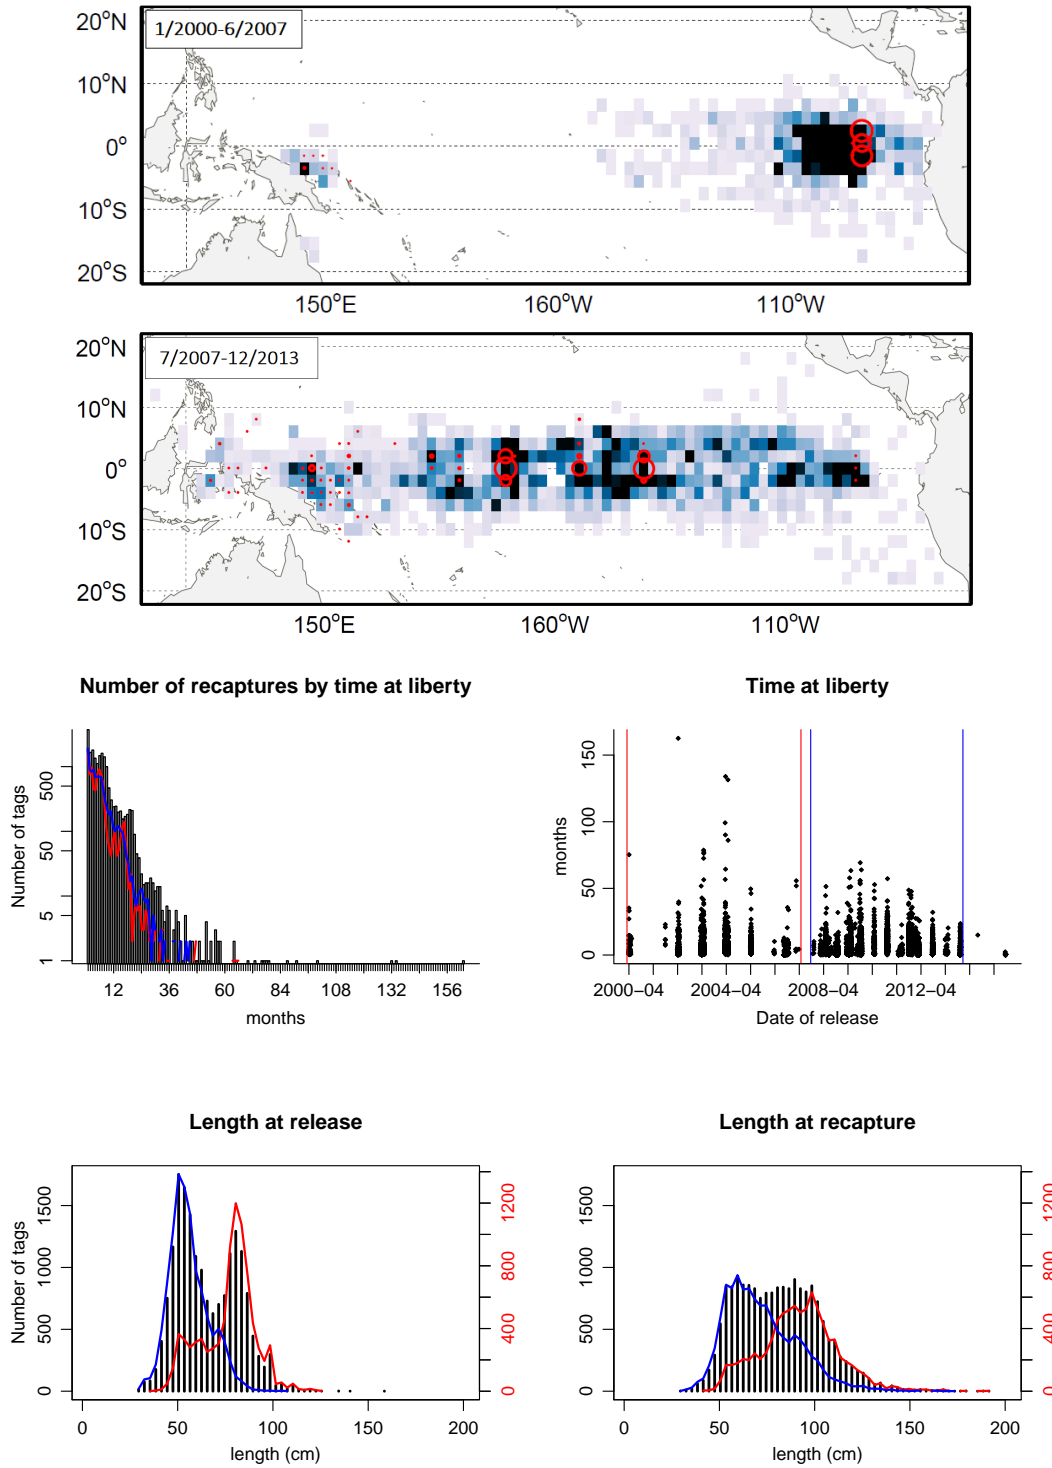 20°N
1/2000-6/2007
10°N
0°
10°S
20°S
150°E 160°W 110°W
20°N
7/2007-12/2013
10°N
0°
10°S
20°S
150°E 160°W 110°W
Number of recaptures by time at liberty
Number of tags
500
50
5
1
12 36 60 84 108 132 156
months
Time at liberty
months
150
100
50
0
2000−04 2004−04 2008−04 2012−04
Date of release
Length at release
Number of tags
1500
1000
500
0
1200
800
400
0
0 50 100 150 200
length (cm)
Length at recapture
1500
1000
500
0
1200
800
400
0
0 50 100 150 200
length (cm)